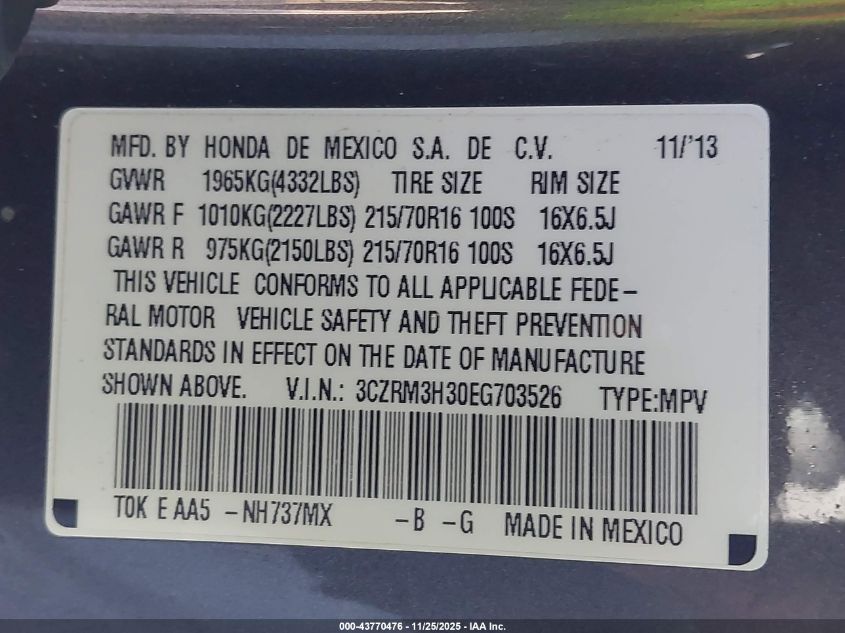 MFD. BY HONDA DE MEXICO S.A. DE C.V. 11/'13
GVWR 1965KG(4332LBS) TIRE SIZE RIM SIZE
GAWR F 1010KG(2227LBS) 215/70R16 100S 16X6.5J
GAWR R 975KG(2150LBS) 215/70R16 100S 16X6.5J
THIS VEHICLE CONFORMS TO ALL APPLICABLE FEDE-
RAL MOTOR VEHICLE SAFETY AND THEFT PREVENTION
STANDARDS IN EFFECT ON THE DATE OF MANUFACTURE
SHOWN ABOVE. V.I.N.: 3CZRM3H30EG703526 TYPE:MPV
T0K E AA5 -NH737MX -B -G MADE IN MEXICO
000-43770476 - 11/25/2025 - IAA Inc.